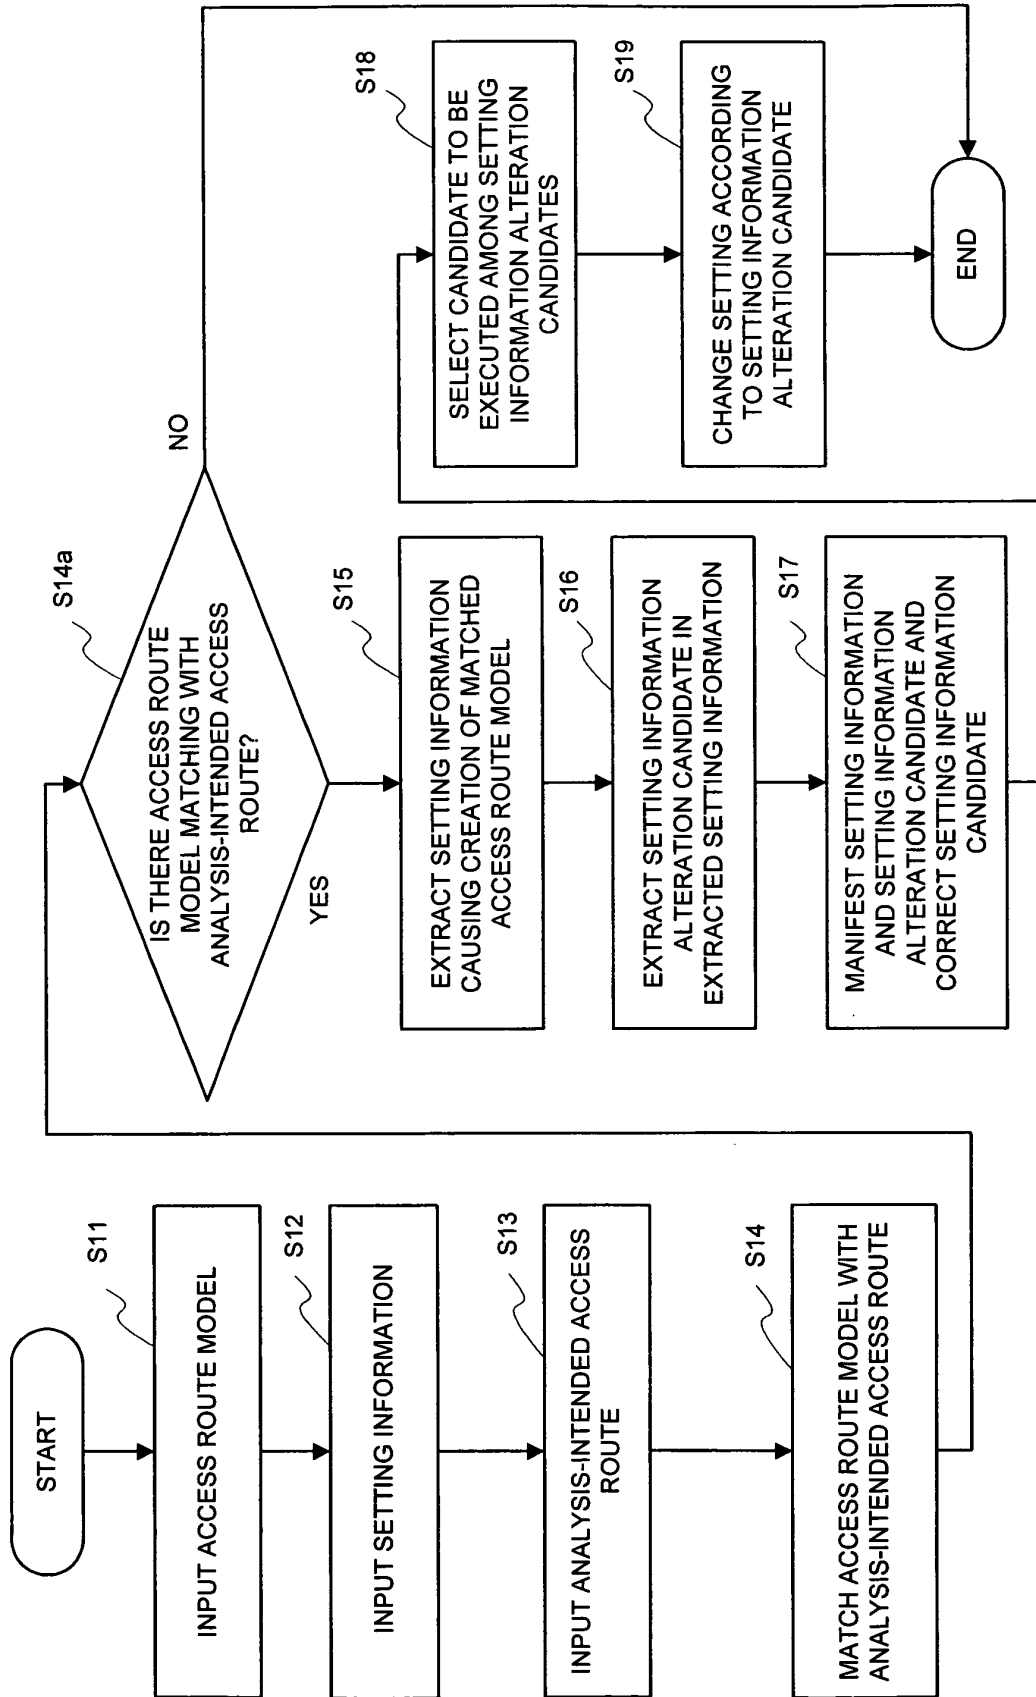 START
S11
INPUT ACCESS ROUTE MODEL
S12
INPUT SETTING INFORMATION
S13
INPUT ANALYSIS-INTENDED ACCESS
ROUTE
S14
MATCH ACCESS ROUTE MODEL WITH
ANALYSIS-INTENDED ACCESS ROUTE
S14a
IS THERE ACCESS ROUTE
MODEL MATCHING WITH
ANALYSIS-INTENDED ACCESS
ROUTE?
NO
YES
S15
EXTRACT SETTING INFORMATION
CAUSING CREATION OF MATCHED
ACCESS ROUTE MODEL
S16
EXTRACT SETTING INFORMATION
ALTERATION CANDIDATE IN
EXTRACTED SETTING INFORMATION
S17
MANIFEST SETTING INFORMATION
AND SETTING INFORMATION
ALTERATION CANDIDATE AND
CORRECT SETTING INFORMATION
CANDIDATE
S18
SELECT CANDIDATE TO BE
EXECUTED AMONG SETTING
INFORMATION ALTERATION
CANDIDATES
S19
CHANGE SETTING ACCORDING
TO SETTING INFORMATION
ALTERATION CANDIDATE
END